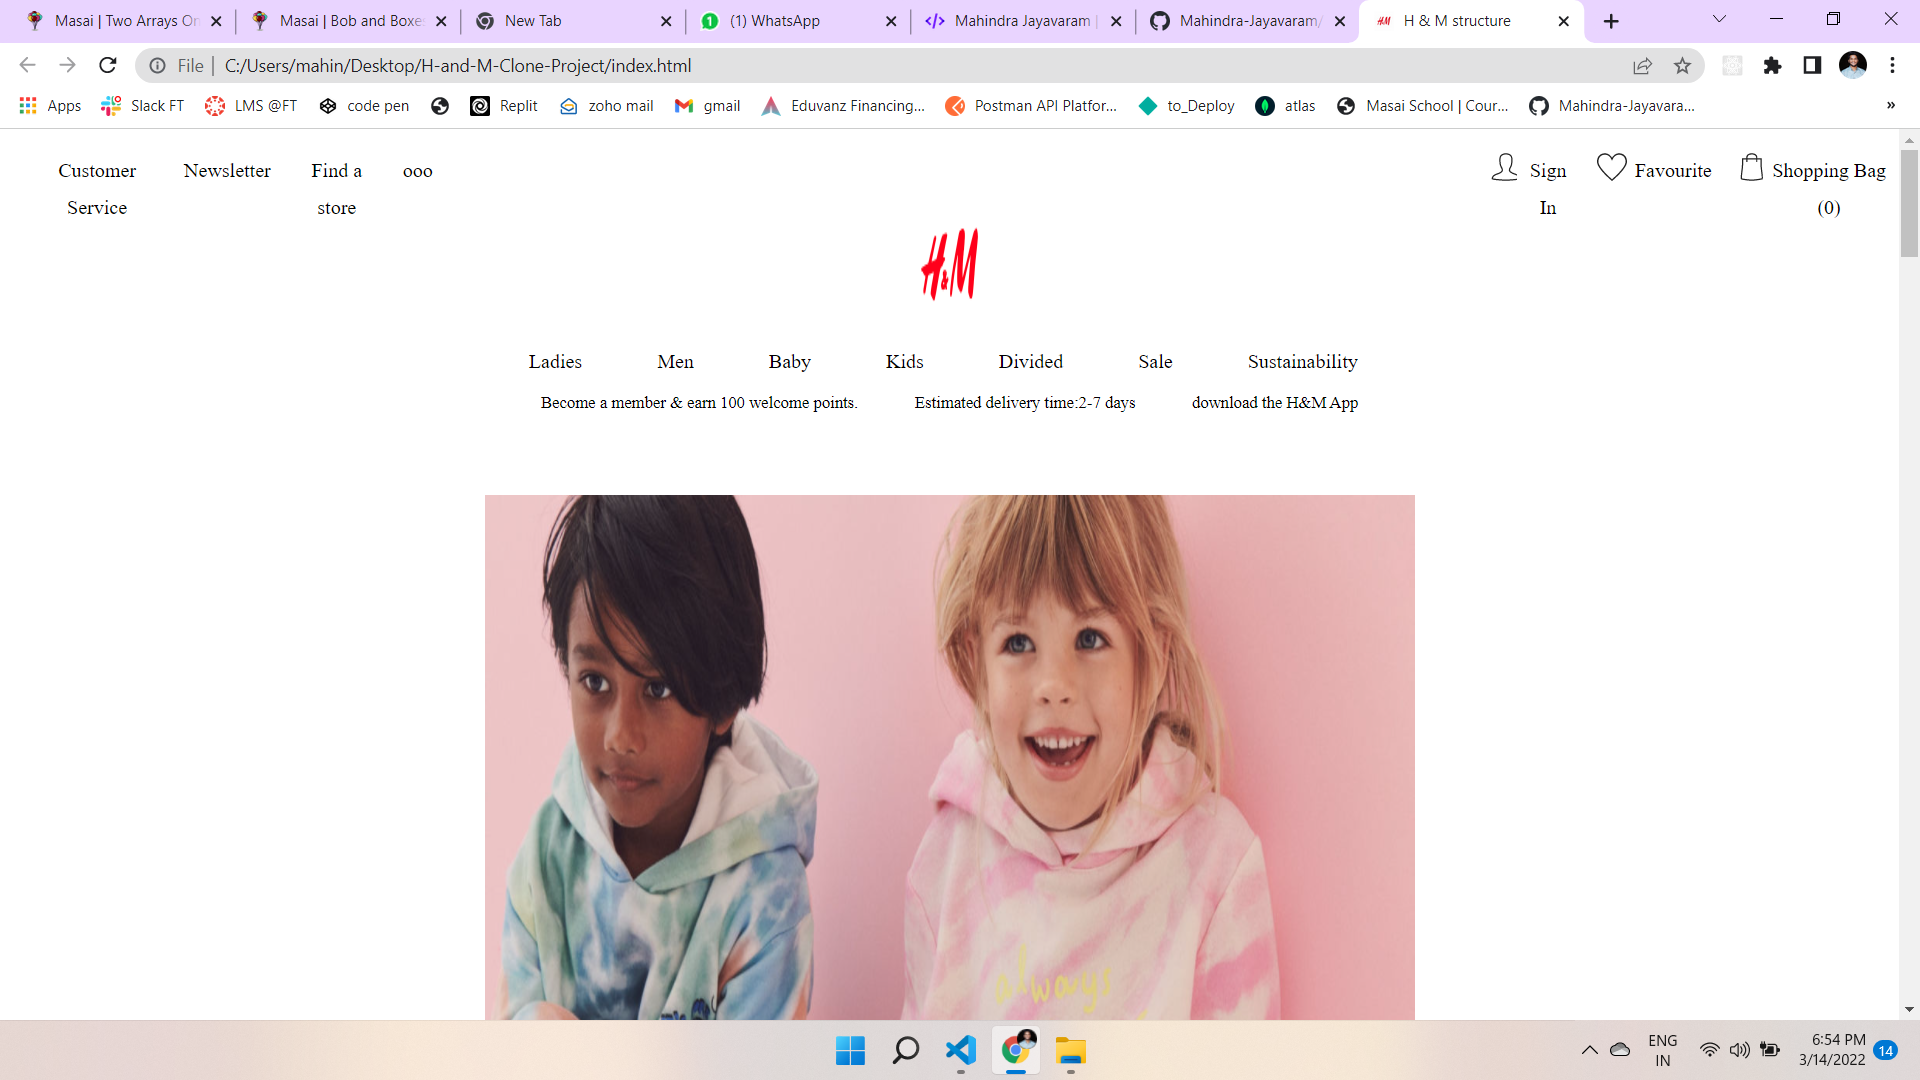 Masai | Two Arrays On
Masai | Bob and Boxes
New Tab
(1) WhatsApp
Mahindra Jayavaram |
Mahindra-Jayavaram/
H & M structure
File | C:/Users/mahin/Desktop/H-and-M-Clone-Project/index.html
Apps
Slack FT
LMS @FT
code pen
Replit
zoho mail
gmail
Eduvanz Financing...
Postman API Platfor...
to_Deploy
atlas
Masai School | Cour...
Mahindra-Jayavara...
»
Customer
Service
Newsletter
Find a
store
ooo
Sign
In
Favourite
Shopping Bag
(0)
H&M
Ladies
Men
Baby
Kids
Divided
Sale
Sustainability
Become a member & earn 100 welcome points.
Estimated delivery time:2-7 days
download the H&M App
always
ENG
IN
6:54 PM
3/14/2022
14